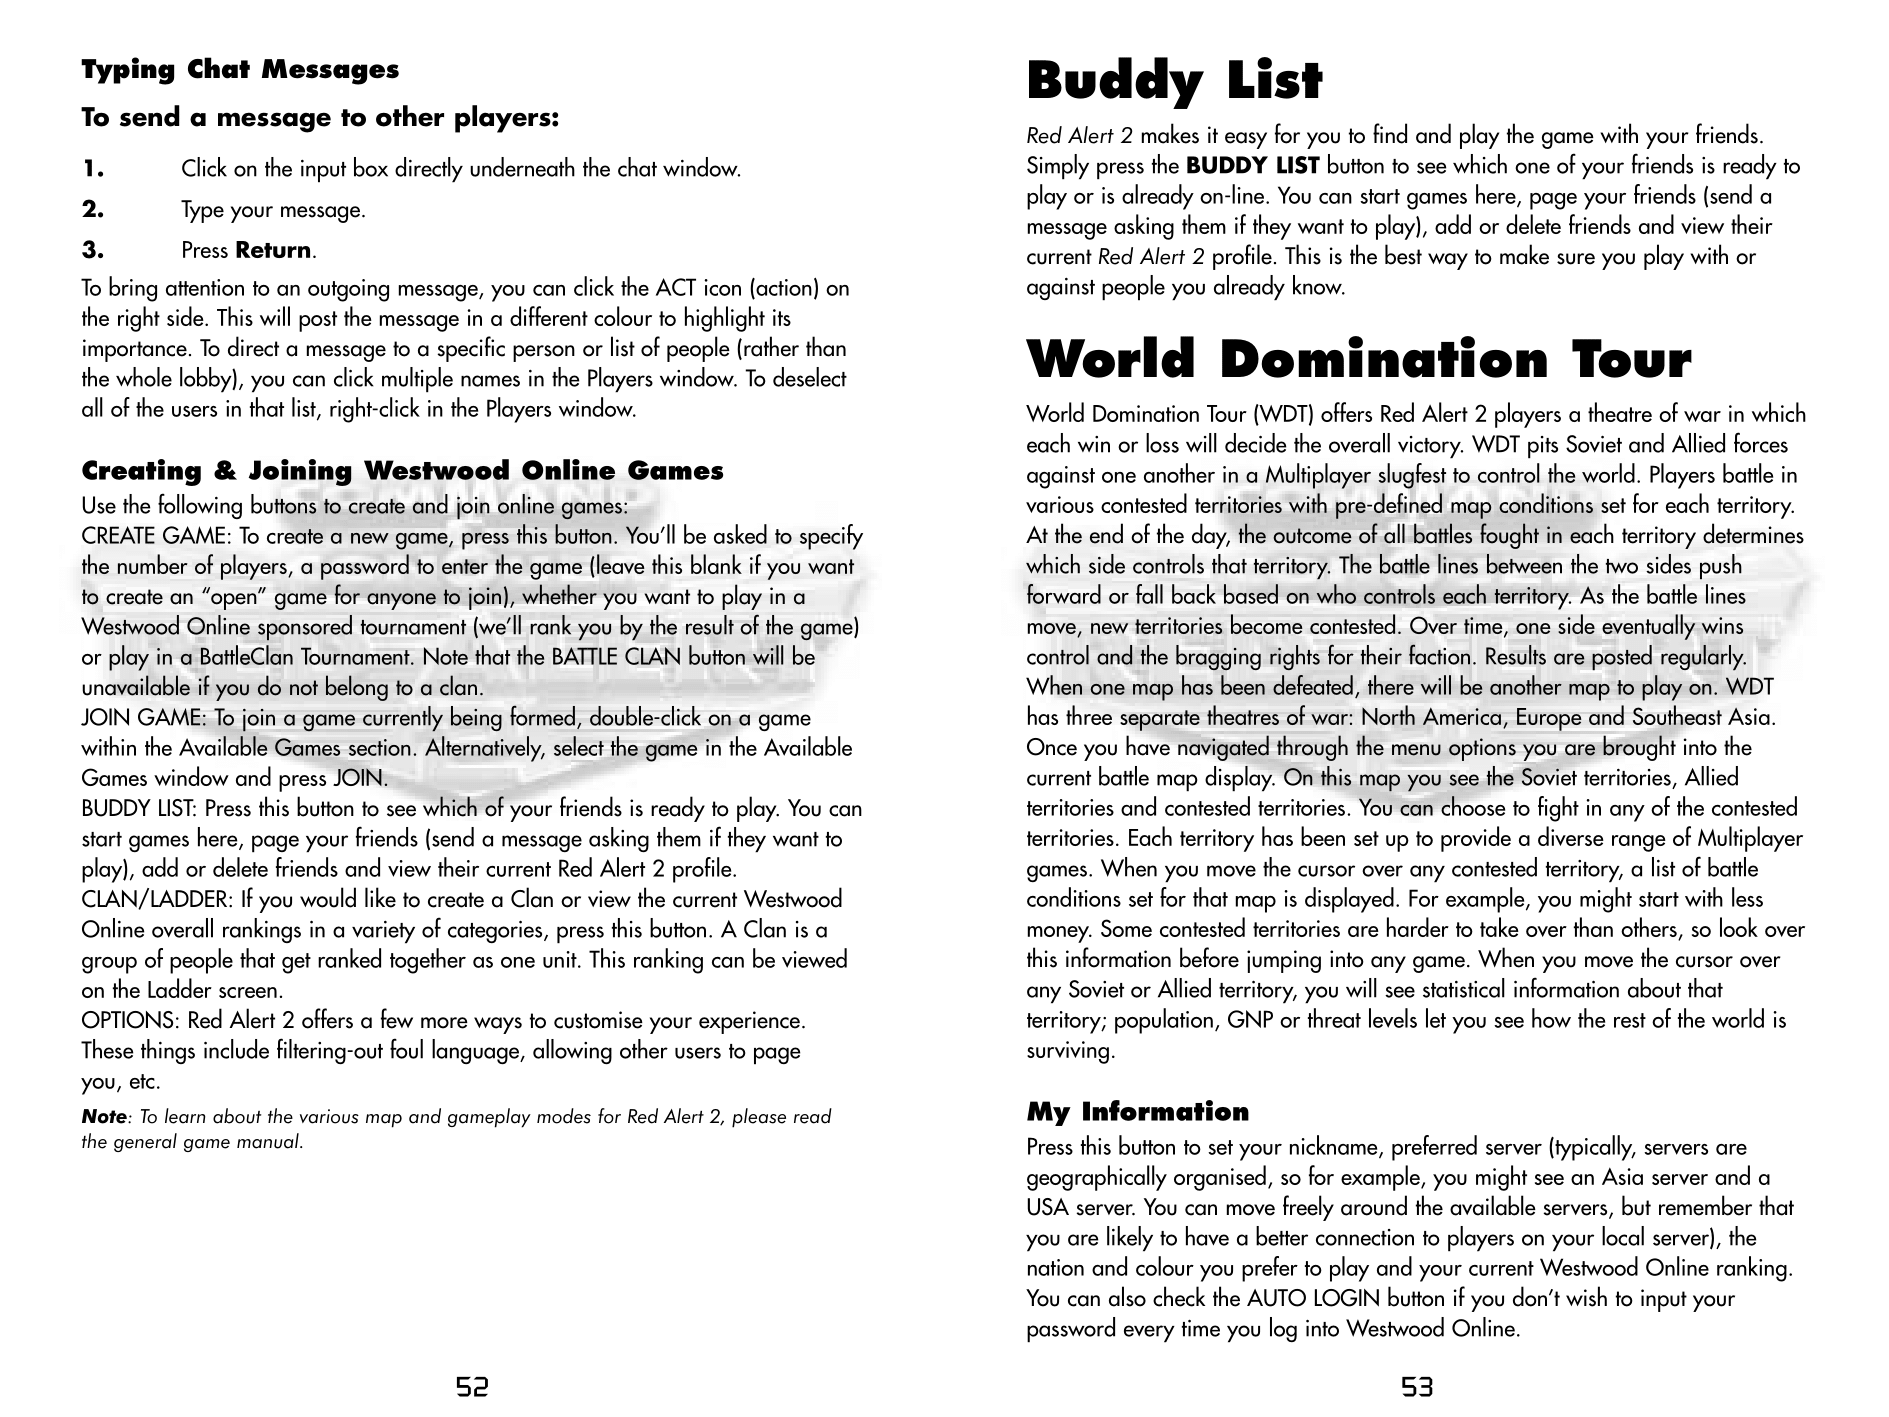 Typing Chat Messages
To send a message to other players:
1. Click on the input box directly underneath the chat window.
2. Type your message.
3. Press Return.
To bring attention to an outgoing message, you can click the ACT icon (action) on
the right side. This will post the message in a different colour to highlight its
importance. To direct a message to a specific person or list of people (rather than
the whole lobby), you can click multiple names in the Players window. To deselect
all of the users in that list, right-click in the Players window.
Creating & Joining Westwood Online Games
Use the following buttons to create and join online games:
CREATE GAME: To create a new game, press this button. You’ll be asked to specify
the number of players, a password to enter the game (leave this blank if you want
to create an “open” game for anyone to join), whether you want to play in a
Westwood Online sponsored tournament (we’ll rank you by the result of the game)
or play in a BattleClan Tournament. Note that the BATTLE CLAN button will be
unavailable if you do not belong to a clan.
JOIN GAME: To join a game currently being formed, double-click on a game
within the Available Games section. Alternatively, select the game in the Available
Games window and press JOIN.
BUDDY LIST: Press this button to see which of your friends is ready to play. You can
start games here, page your friends (send a message asking them if they want to
play), add or delete friends and view their current Red Alert 2 profile.
CLAN/LADDER: If you would like to create a Clan or view the current Westwood
Online overall rankings in a variety of categories, press this button. A Clan is a
group of people that get ranked together as one unit. This ranking can be viewed
on the Ladder screen.
OPTIONS: Red Alert 2 offers a few more ways to customise your experience.
These things include filtering-out foul language, allowing other users to page
you, etc.
Note: To learn about the various map and gameplay modes for Red Alert 2, please read
the general game manual.
52
Buddy List
Red Alert 2 makes it easy for you to find and play the game with your friends.
Simply press the BUDDY LIST button to see which one of your friends is ready to
play or is already on-line. You can start games here, page your friends (send a
message asking them if they want to play), add or delete friends and view their
current Red Alert 2 profile. This is the best way to make sure you play with or
against people you already know.
World Domination Tour
World Domination Tour (WDT) offers Red Alert 2 players a theatre of war in which
each win or loss will decide the overall victory. WDT pits Soviet and Allied forces
against one another in a Multiplayer slugfest to control the world. Players battle in
various contested territories with pre-defined map conditions set for each territory.
At the end of the day, the outcome of all battles fought in each territory determines
which side controls that territory. The battle lines between the two sides push
forward or fall back based on who controls each territory. As the battle lines
move, new territories become contested. Over time, one side eventually wins
control and the bragging rights for their faction. Results are posted regularly.
When one map has been defeated, there will be another map to play on. WDT
has three separate theatres of war: North America, Europe and Southeast Asia.
Once you have navigated through the menu options you are brought into the
current battle map display. On this map you see the Soviet territories, Allied
territories and contested territories. You can choose to fight in any of the contested
territories. Each territory has been set up to provide a diverse range of Multiplayer
games. When you move the cursor over any contested territory, a list of battle
conditions set for that map is displayed. For example, you might start with less
money. Some contested territories are harder to take over than others, so look over
this information before jumping into any game. When you move the cursor over
any Soviet or Allied territory, you will see statistical information about that
territory; population, GNP or threat levels let you see how the rest of the world is
surviving.
My Information
Press this button to set your nickname, preferred server (typically, servers are
geographically organised, so for example, you might see an Asia server and a
USA server. You can move freely around the available servers, but remember that
you are likely to have a better connection to players on your local server), the
nation and colour you prefer to play and your current Westwood Online ranking.
You can also check the AUTO LOGIN button if you don’t wish to input your
password every time you log into Westwood Online.
53